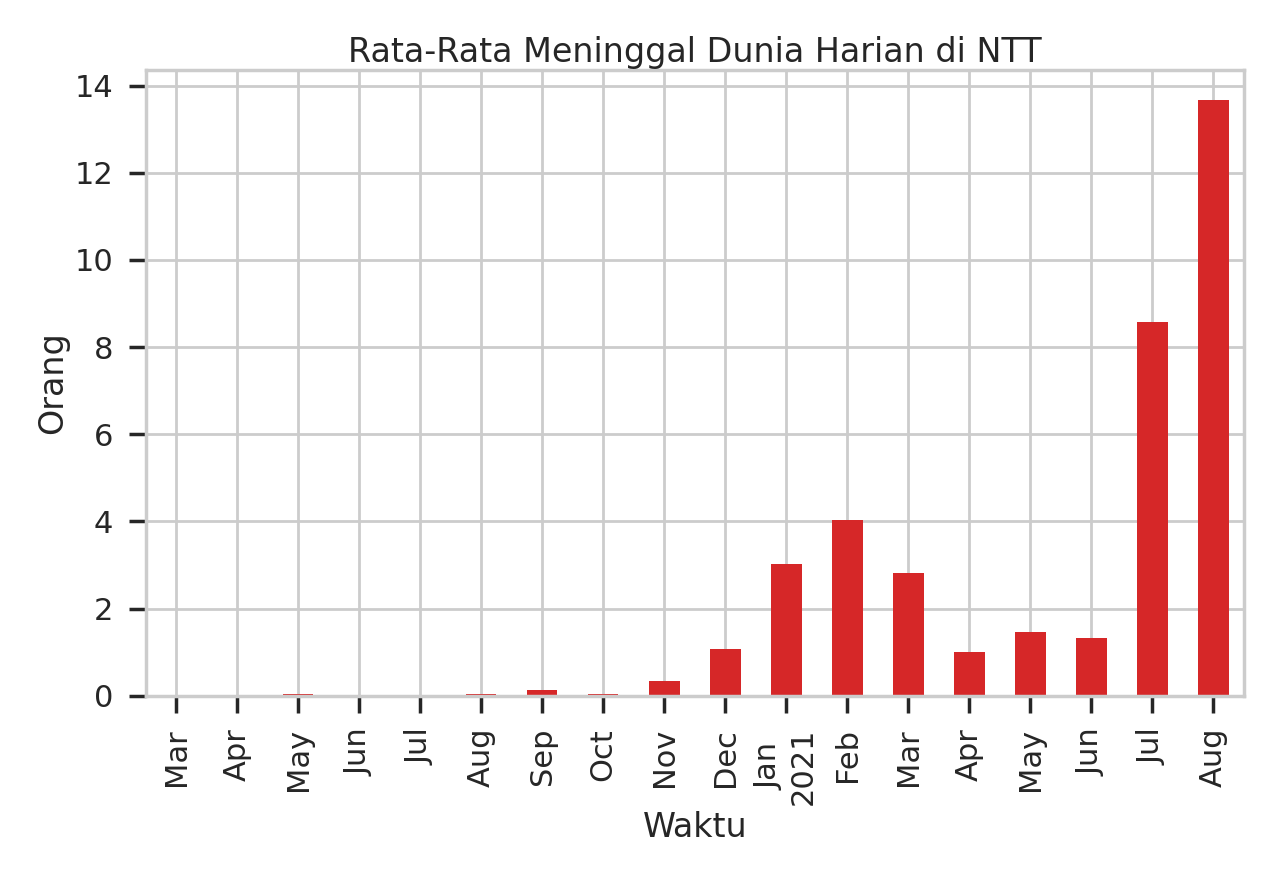 Rata-Rata Meninggal Dunia Harian di NTT
14
12
10
8
6
4
2
0
Orang
Mar
Apr
May
Jun
Jul
Aug
Sep
Oct
Nov
Dec
Jan
2021
Feb
Mar
Apr
May
Jun
Jul
Aug
Waktu